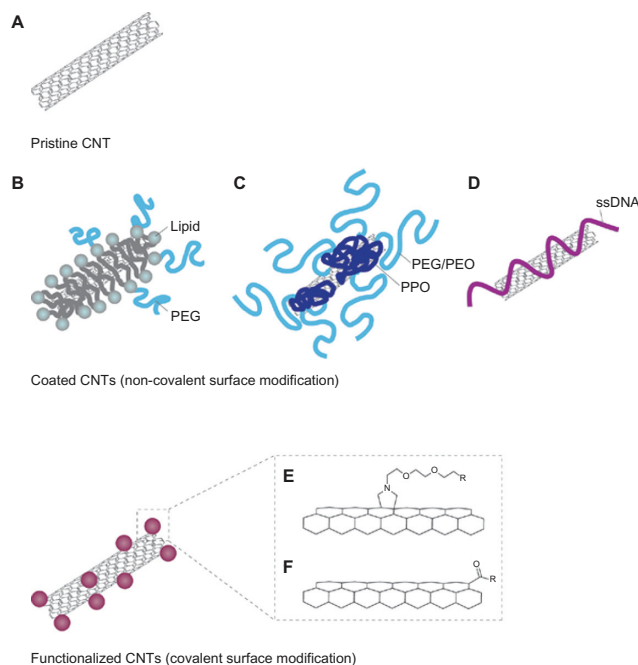 A
Pristine CNT
B
C
D
ssDNA
Lipid
PEG/PEO
PPO
PEG
Coated CNTs (non-covalent surface modification)
E
O
O
N
R
F
O
R
Functionalized CNTs (covalent surface modification)